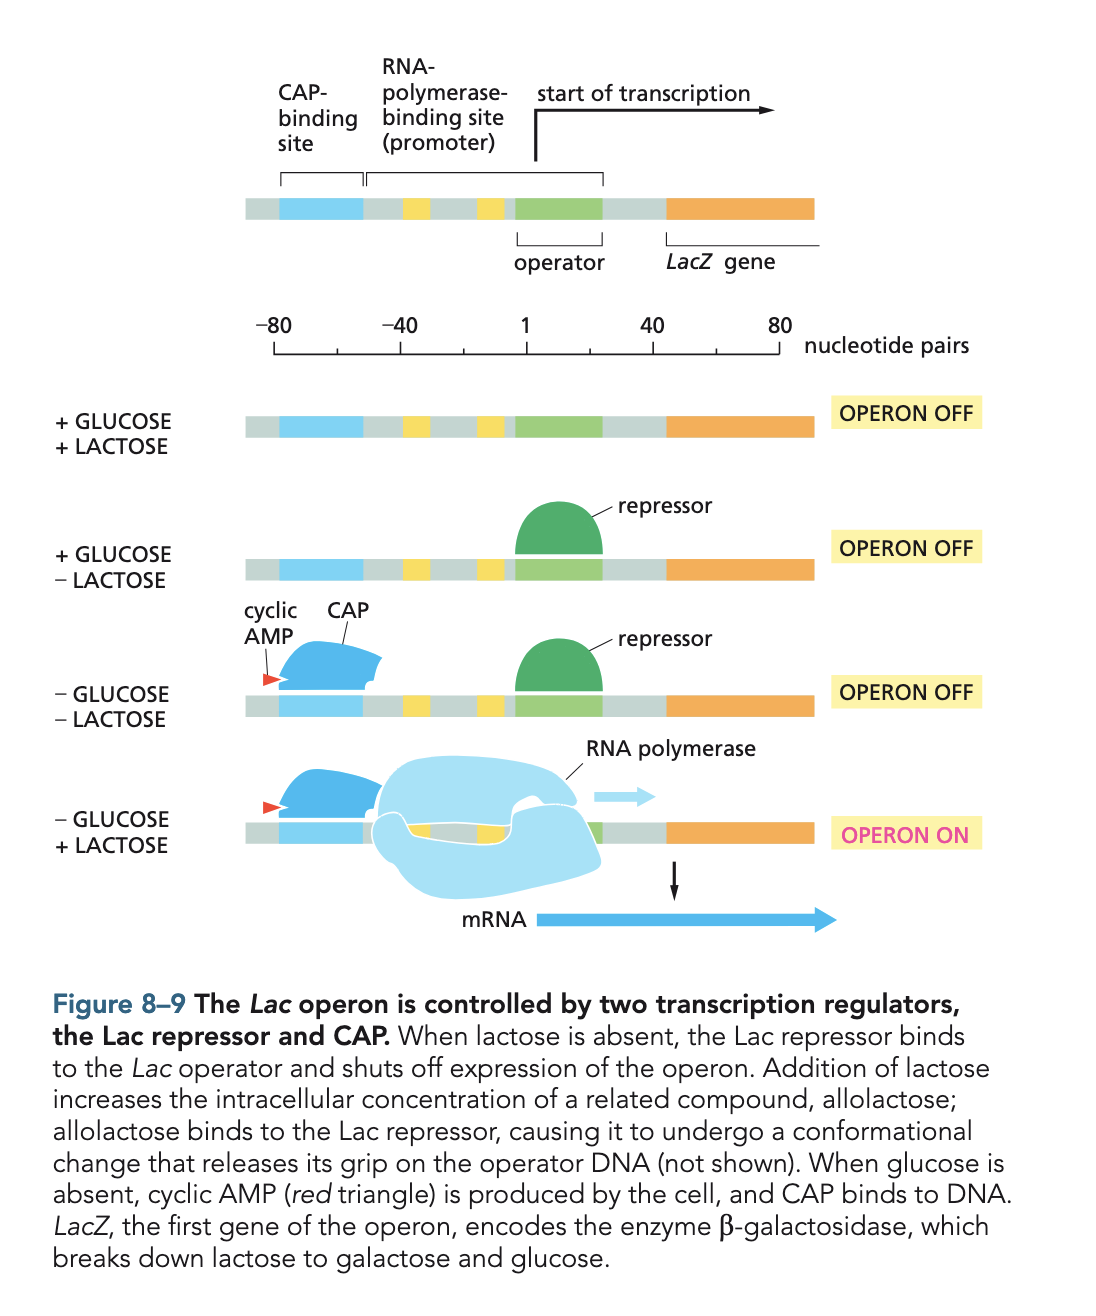 RNA-
polymerase-
binding site
(promoter)
CAP-
binding
site
start of transcription
operator
LacZ gene
–80 –40 1 40 80
nucleotide pairs
+ GLUCOSE
+ LACTOSE
OPERON OFF
repressor
+ GLUCOSE
– LACTOSE
OPERON OFF
cyclic
AMP
CAP
repressor
– GLUCOSE
– LACTOSE
OPERON OFF
RNA polymerase
– GLUCOSE
+ LACTOSE
OPERON ON
mRNA
Figure 8–9 The Lac operon is controlled by two transcription regulators,
the Lac repressor and CAP. When lactose is absent, the Lac repressor binds
to the Lac operator and shuts off expression of the operon. Addition of lactose
increases the intracellular concentration of a related compound, allolactose;
allolactose binds to the Lac repressor, causing it to undergo a conformational
change that releases its grip on the operator DNA (not shown). When glucose is
absent, cyclic AMP (red triangle) is produced by the cell, and CAP binds to DNA.
LacZ, the first gene of the operon, encodes the enzyme β-galactosidase, which
breaks down lactose to galactose and glucose.